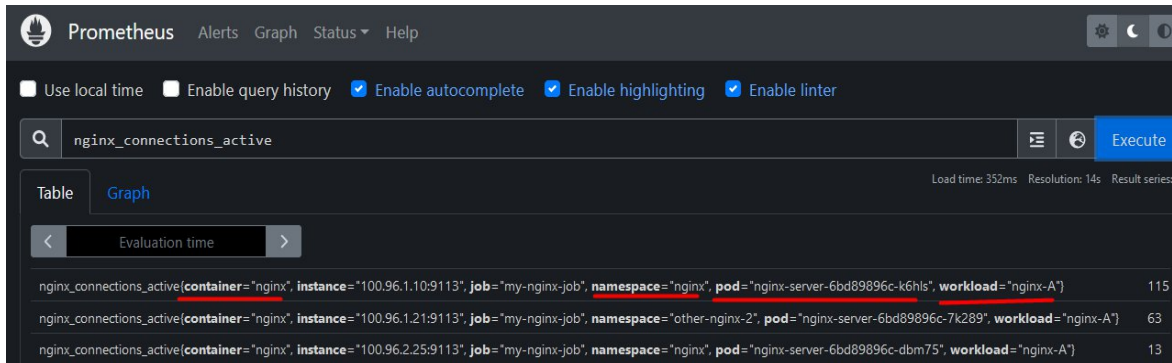 Prometheus Alerts Graph Status Help
Use local time Enable query history Enable autocomplete Enable highlighting Enable linter
nginx_connections_active Execute
Load time: 352ms Resolution: 14s Result series:
Table Graph
Evaluation time
nginx_connections_active{container="nginx", instance="100.96.1.10:9113", job="my-nginx-job", namespace="nginx", pod="nginx-server-6bd89896c-k6hls", workload="nginx-A"} 115
nginx_connections_active{container="nginx", instance="100.96.1.21:9113", job="my-nginx-job", namespace="other-nginx-2", pod="nginx-server-6bd89896c-7k289", workload="nginx-A"} 63
nginx_connections_active{container="nginx", instance="100.96.2.25:9113", job="my-nginx-job", namespace="nginx", pod="nginx-server-6bd89896c-dbm75", workload="nginx-A"} 13